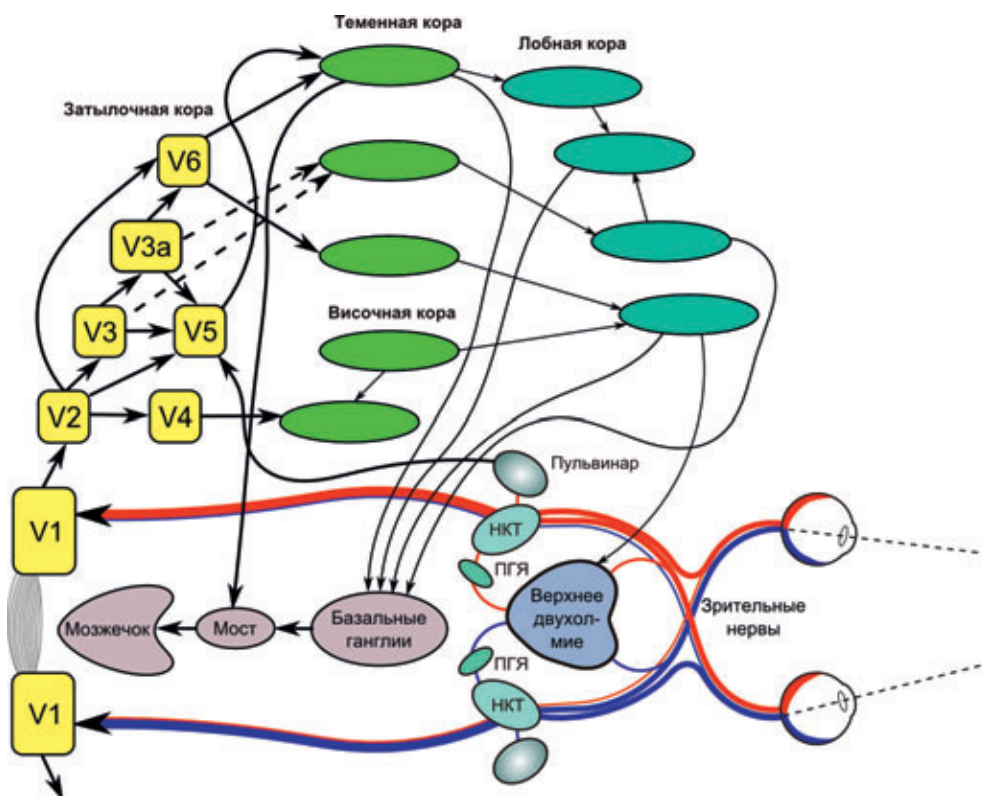 Теменная кора
Лобная кора
Затылочная кора
V6
V3a
V3
V5
Височная кора
V2
V4
Пульвинар
V1
НКТ
ПГЯ
Верхнее
двухол-
мие
Зрительные
нервы
Базальные
ганглии
Мост
Мозжечок
ПГЯ
НКТ
V1